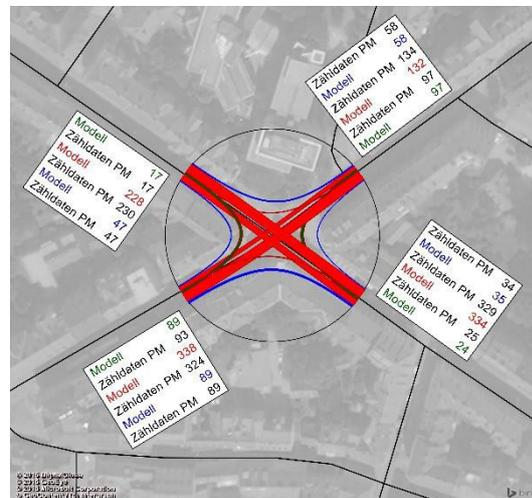 Zähldaten PM 58
Modell 58
Zähldaten PM 134
Modell 132
Zähldaten PM 97
Modell 97
Modell 17
Zähldaten PM 17
Modell 228
Zähldaten PM 230
Modell 47
Zähldaten PM 47
Zähldaten PM 34
Modell 35
Zähldaten PM 329
Modell 334
Zähldaten PM 25
Modell 24
Modell 89
Zähldaten PM 93
Modell 338
Zähldaten PM 324
Modell 89
Zähldaten PM 89
Microsoft Corporation